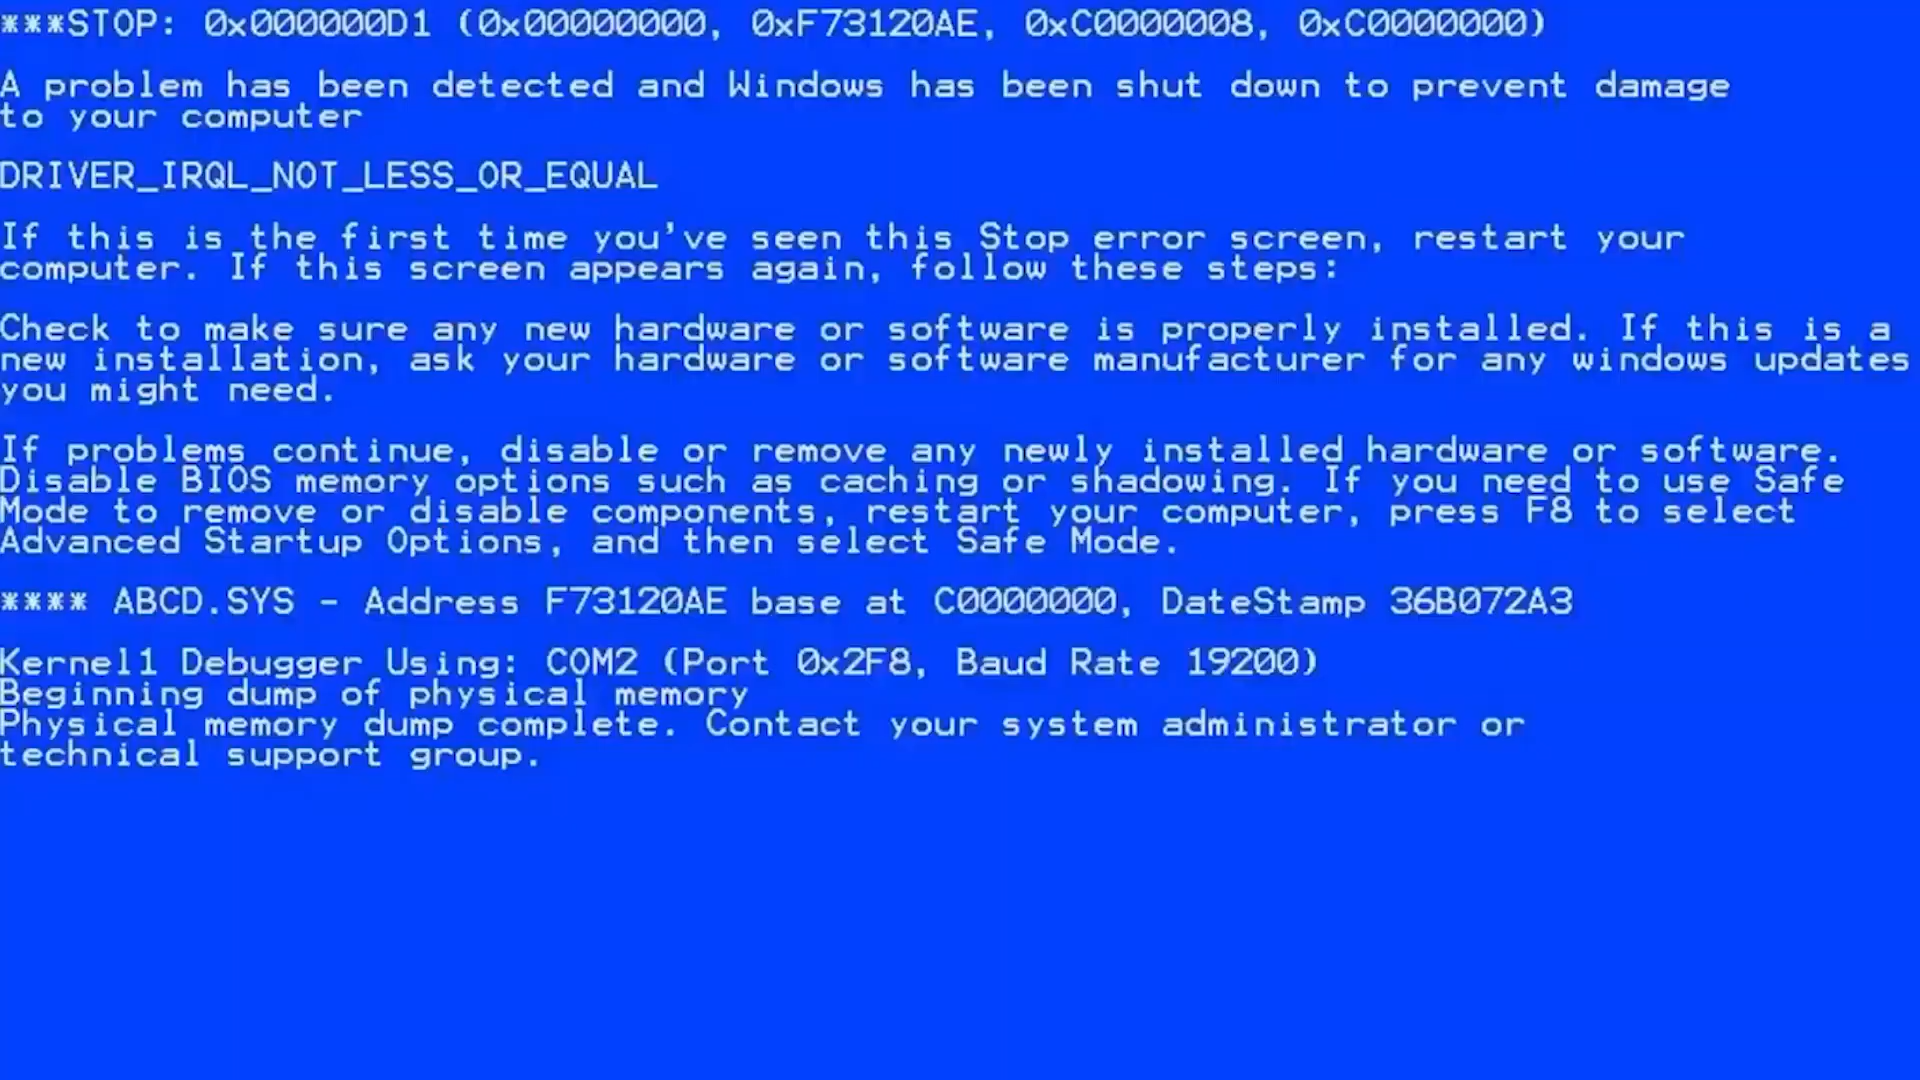 ***STOP: 0x000000D1 (0x00000000, 0xF73120AE, 0xC0000008, 0xC0000000)
A problem has been detected and Windows has been shut down to prevent damage
to your computer
DRIVER_IRQL_NOT_LESS_OR_EQUAL
If this is the first time you've seen this Stop error screen, restart your
computer. If this screen appears again, follow these steps:
Check to make sure any new hardware or software is properly installed. If this is a
new installation, ask your hardware or software manufacturer for any windows updates
you might need.
If problems continue, disable or remove any newly installed hardware or software.
Disable BIOS memory options such as caching or shadowing. If you need to use Safe
Mode to remove or disable components, restart your computer, press F8 to select
Advanced Startup Options, and then select Safe Mode.
**** ABCD.SYS - Address F73120AE base at C0000000, DateStamp 36B072A3
Kernel1 Debugger Using: COM2 (Port 0x2F8, Baud Rate 19200)
Beginning dump of physical memory
Physical memory dump complete. Contact your system administrator or
technical support group.